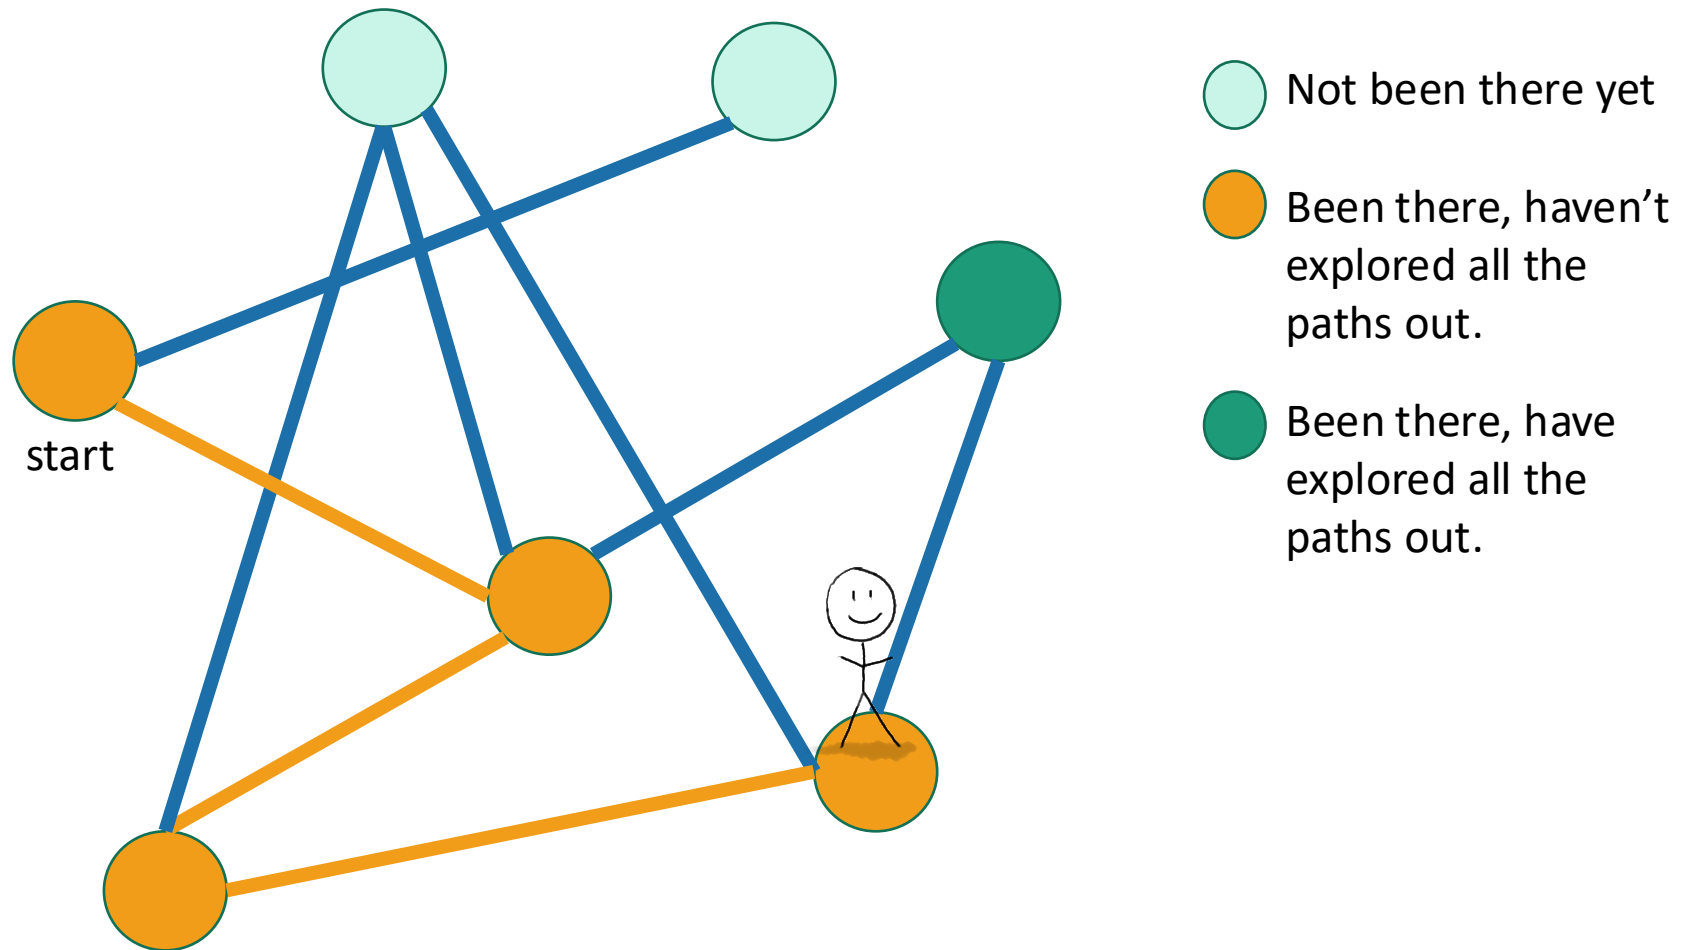 Not been there yet
Been there, haven’t
explored all the
paths out.
Been there, have
explored all the
paths out.
start